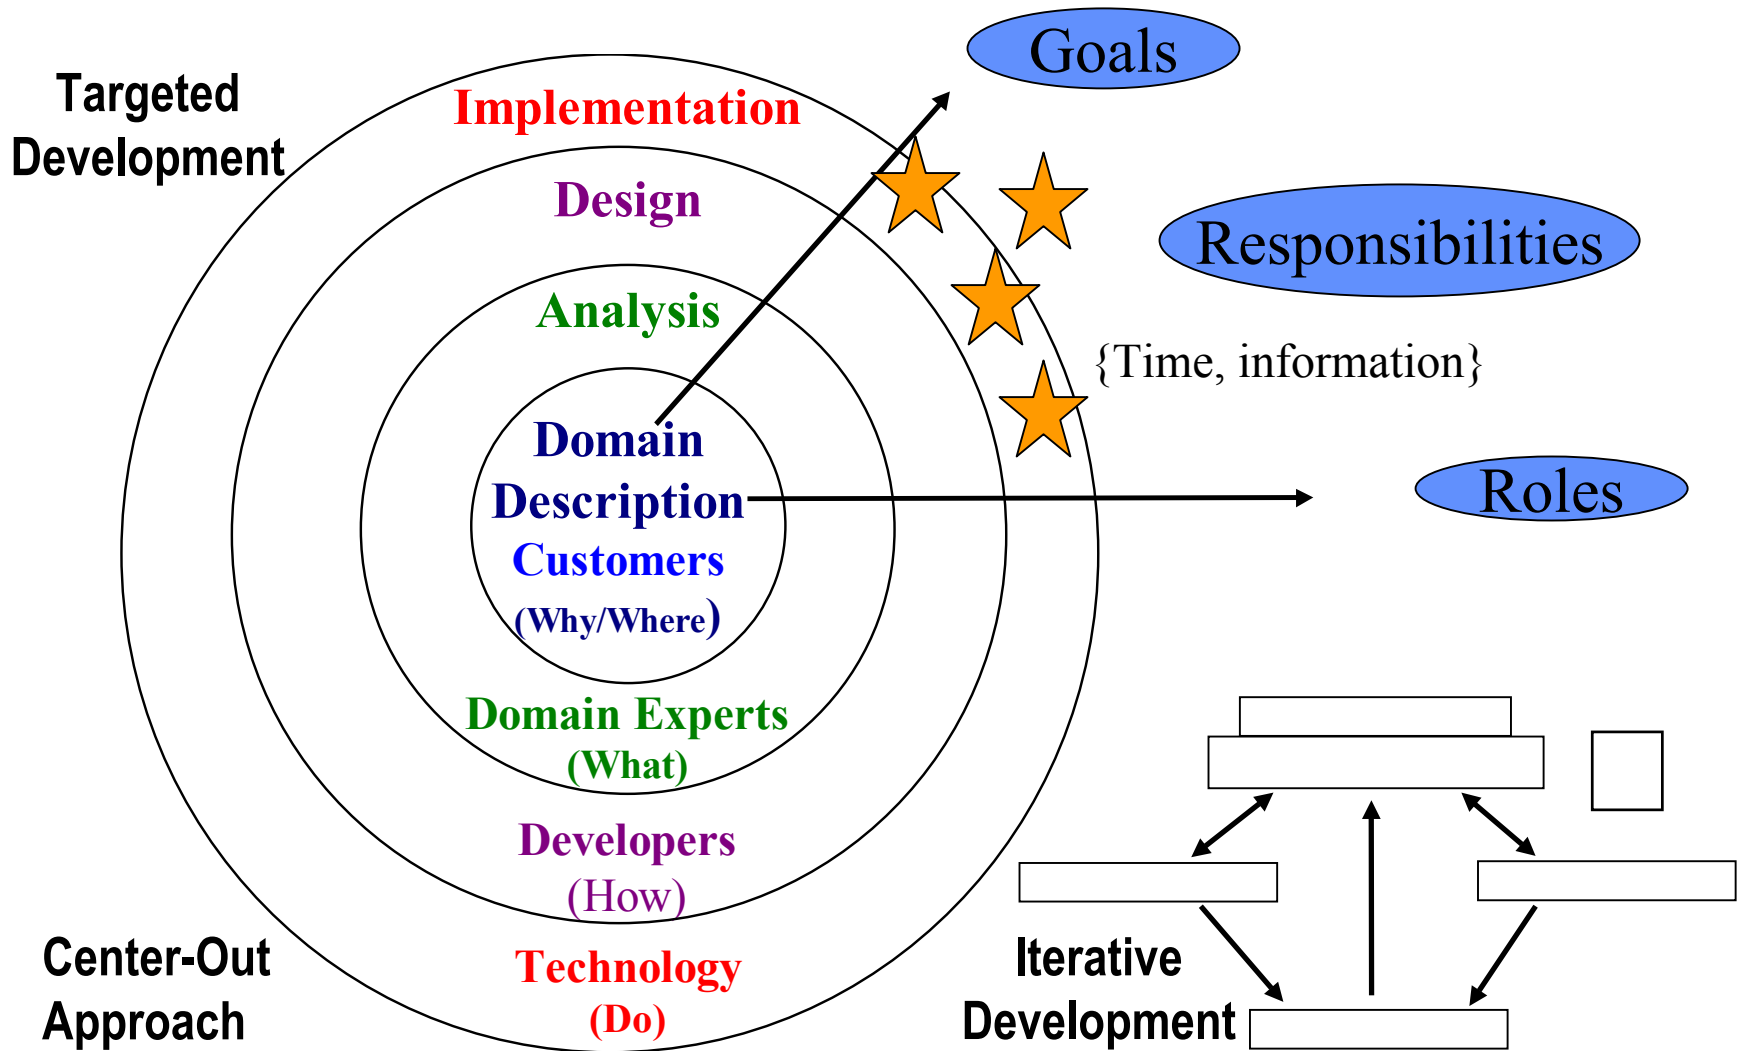 Goals
Targeted
Development
Implementation
Design
Responsibilities
Analysis
{Time, information}
Domain
Description
Customers
(Why/Where)
Roles
Domain Experts
(What)
Developers
(How)
Center-Out
Approach
Technology
(Do)
Iterative
Development